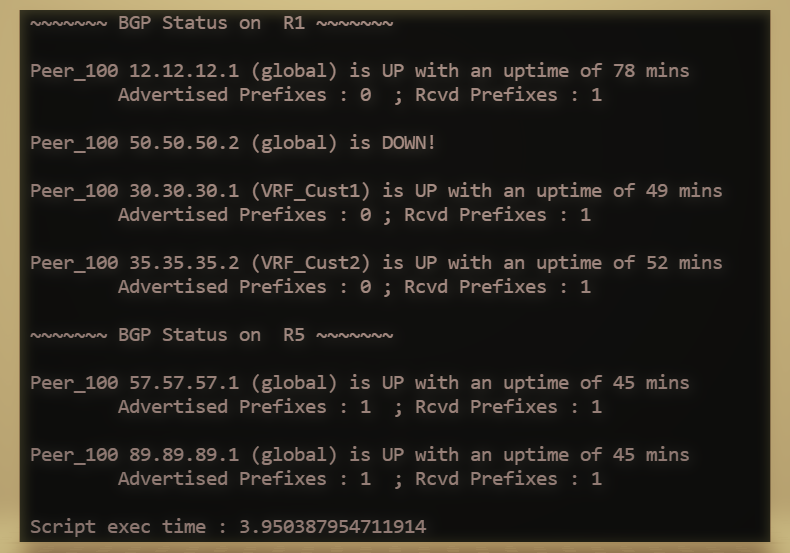 ~~~~~~~ BGP Status on  R1 ~~~~~~~
Peer_100 12.12.12.1 (global) is UP with an uptime of 78 mins
        Advertised Prefixes : 0  ; Rcvd Prefixes : 1
Peer_100 50.50.50.2 (global) is DOWN!
Peer_100 30.30.30.1 (VRF_Cust1) is UP with an uptime of 49 mins
        Advertised Prefixes : 0 ; Rcvd Prefixes : 1
Peer_100 35.35.35.2 (VRF_Cust2) is UP with an uptime of 52 mins
        Advertised Prefixes : 0 ; Rcvd Prefixes : 1
~~~~~~~ BGP Status on  R5 ~~~~~~~
Peer_100 57.57.57.1 (global) is UP with an uptime of 45 mins
        Advertised Prefixes : 1  ; Rcvd Prefixes : 1
Peer_100 89.89.89.1 (global) is UP with an uptime of 45 mins
        Advertised Prefixes : 1  ; Rcvd Prefixes : 1
Script exec time : 3.950387954711914